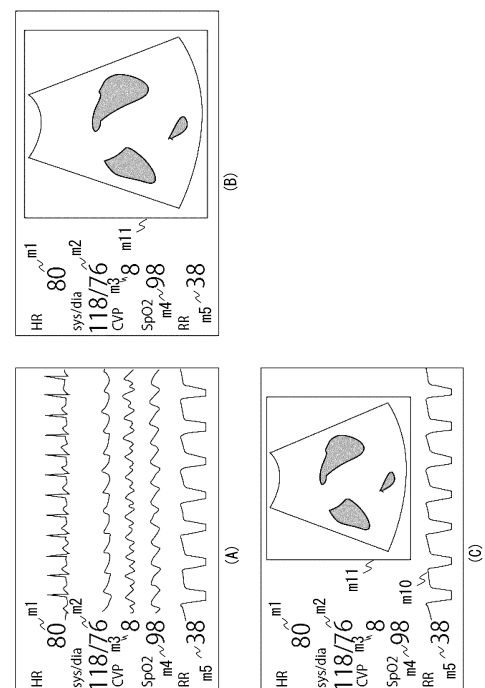 HR
m1
80
sys/dia
m2
118/76
CVP m3
8
SpO2
m4 98
RR
m5 38
(A)
HR
m1
80
sys/dia
m2
118/76
CVP m3
8
m11
SpO2
m4 98
RR
m5 38
(B)
HR
m1
80
sys/dia
m2
118/76
CVP m3
8
m11
SpO2
m4 98
m10
RR
m5 38
(C)